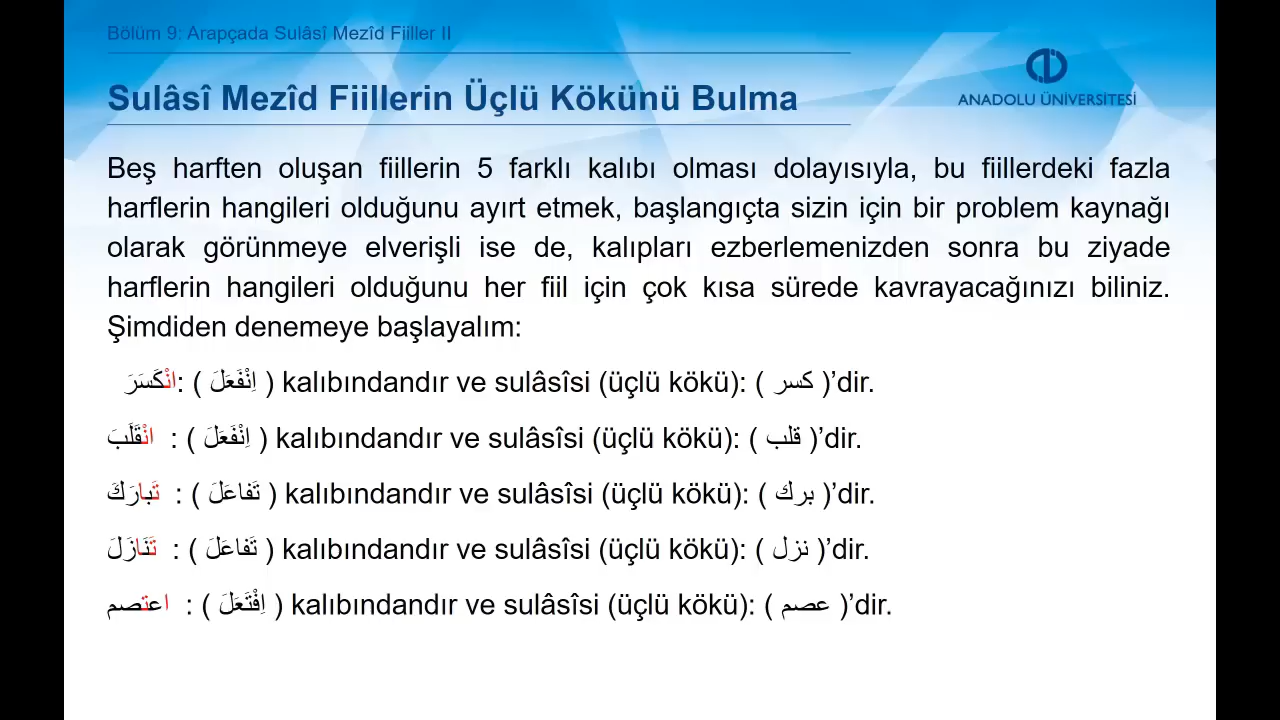 Bölüm 9: Arapçada Sulâsî Mezîd Fiiller II
Sulâsî Mezîd Fiillerin Üçlü Kökünü Bulma
ANADOLU ÜNİVERSİTESİ
Beş harften oluşan fiillerin 5 farklı kalıbı olması dolayısıyla, bu fiillerdeki fazla
harflerin hangileri olduğunu ayırt etmek, başlangıçta sizin için bir problem kaynağı
olarak görünmeye elverişli ise de, kalıpları ezberlemenizden sonra bu ziyade
harflerin hangileri olduğunu her fiil için çok kısa sürede kavrayacağınızı biliniz.
Şimdiden denemeye başlayalım:
انْكَسَرَ: ( اِنْفَعَلَ ) kalıbındandır ve sulâsîsi (üçlü kökü): ( كسر )’dir.
انْقَلَبَ : ( اِنْفَعَلَ ) kalıbındandır ve sulâsîsi (üçlü kökü): ( قلب )’dir.
تَبارَكَ : ( تَفاعَلَ ) kalıbındandır ve sulâsîsi (üçlü kökü): ( برك )’dir.
تَنَازَلَ : ( تَفاعَلَ ) kalıbındandır ve sulâsîsi (üçlü kökü): ( نزل )’dir.
اعتصم : ( اِفْتَعَلَ ) kalıbındandır ve sulâsîsi (üçlü kökü): ( عصم )’dir.